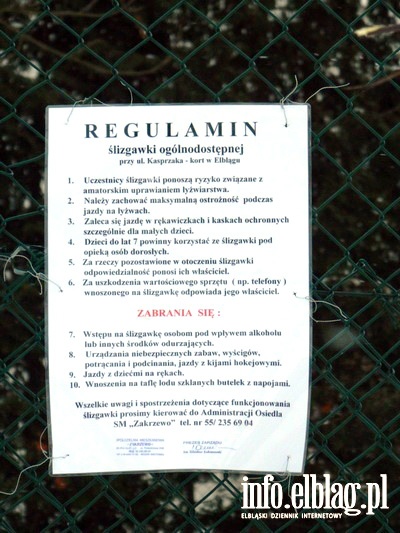 REGULAMIN
ślizgawki ogólnodostępnej
przy ul. Kasprzaka - kort w Elblągu
1. Uczestnicy ślizgawki ponoszą ryzyko związane z
amatorskim uprawianiem łyżwiarstwa.
2. Należy zachować maksymalną ostrożność podczas
jazdy na łyżwach.
3. Zaleca się jazdę w rękawiczkach i kaskach ochronnych
szczególnie dla małych dzieci.
4. Dzieci do lat 7 powinny korzystać ze ślizgawki pod
opieką osób dorosłych.
5. Za rzeczy pozostawione w otoczeniu ślizgawki
odpowiedzialność ponosi ich właściciel.
6. Za uszkodzenia wartościowego sprzętu ( np. telefony )
wnoszonego na ślizgawkę odpowiada jego właściciel.
ZABRANIA SIĘ :
7. Wstępu na ślizgawkę osobom pod wpływem alkoholu
lub innych środków odurzających.
8. Urządzania niebezpiecznych zabaw, wyścigów,
potrącania i podcinania, jazdy z kijami hokejowymi.
9. Jazdy z dziećmi na rękach.
10. Wnoszenia na taflę lodu szklanych butelek z napojami.
Wszelkie uwagi i spostrzeżenia dotyczące funkcjonowania
ślizgawki prosimy kierować do Administracji Osiedla
SM „Zakrzewo” tel. nr 55/ 235 69 04
info.elblag.pl
ELBLĄSKI DZIENNIK INTERNETOWY